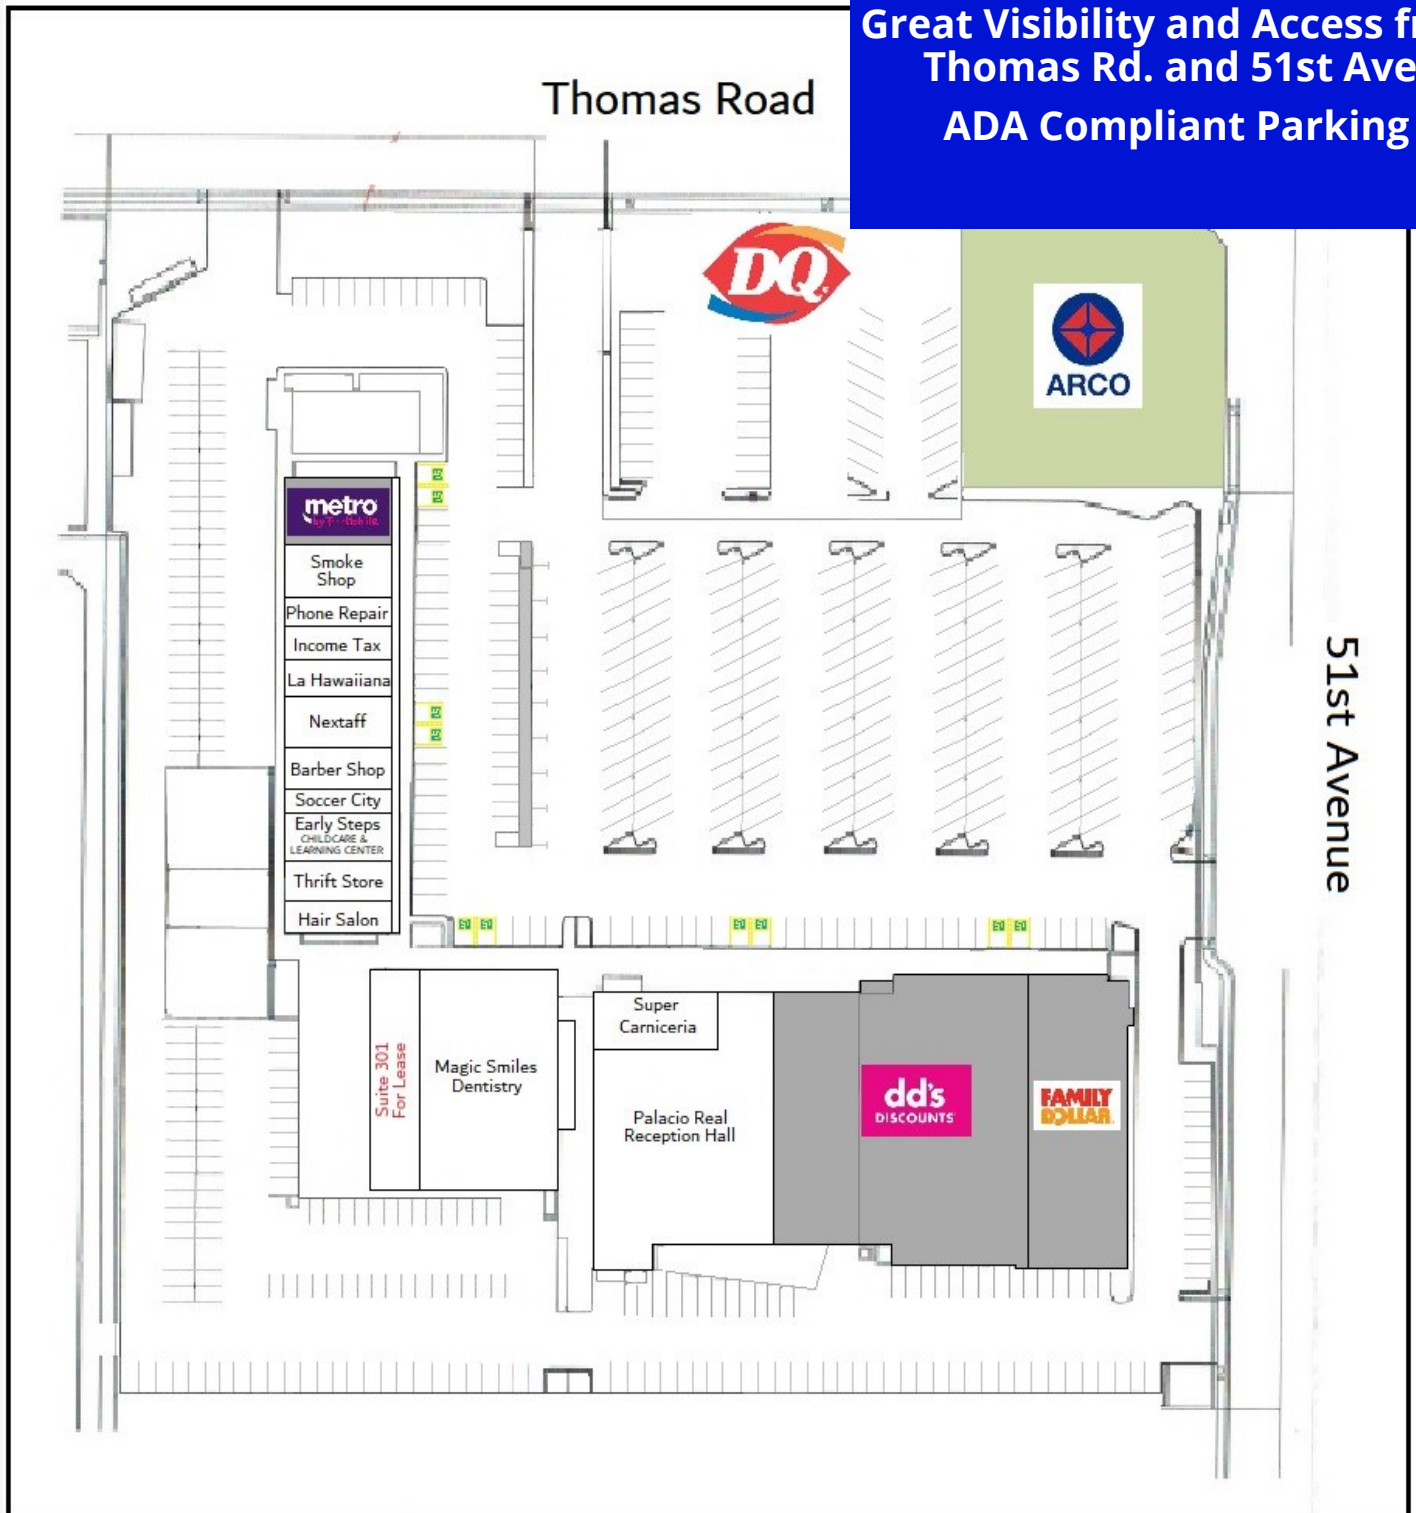 Great Visibility and Access fr
Thomas Rd. and 51st Ave
ADA Compliant Parking
Thomas Road
DQ
ARCO
metro
by T-Mobile
Smoke
Shop
Phone Repair
Income Tax
La Hawaiiana
Nextaff
Barber Shop
Soccer City
Early Steps
CHILDCARE &
LEARNING CENTER
Thrift Store
Hair Salon
51st Avenue
Suite 301
For Lease
Magic Smiles
Dentistry
Super
Carniceria
Palacio Real
Reception Hall
dd's
DISCOUNTS
FAMILY
DOLLAR